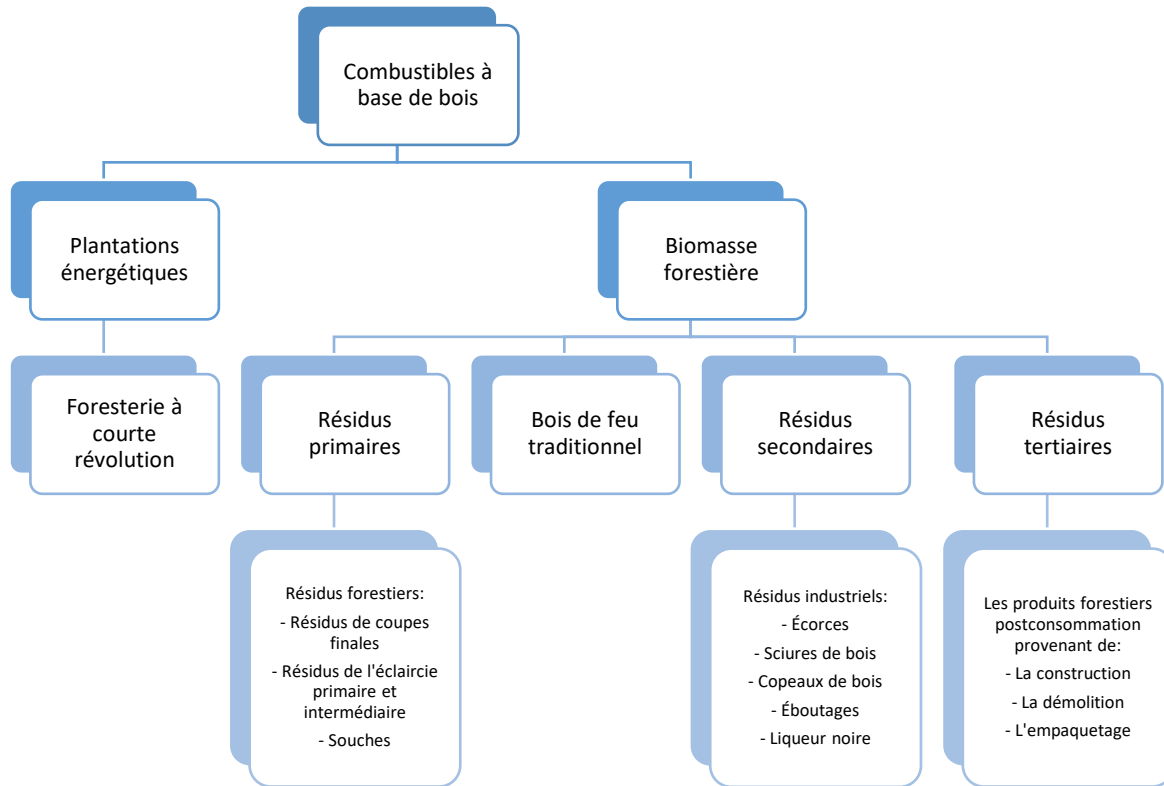 Combustibles à
base de bois
Plantations
énergétiques
Biomasse
forestière
Foresterie à
courte
révolution
Résidus
primaires
Bois de feu
traditionnel
Résidus
secondaires
Résidus
tertiaires
Résidus forestiers:
- Résidus de coupes
finales
- Résidus de l'éclaircie
primaire et
intermédiaire
- Souches
Résidus industriels:
- Écorces
- Sciures de bois
- Copeaux de bois
- Éboutages
- Liqueur noire
Les produits forestiers
postconsommation
provenant de:
- La construction
- La démolition
- L'empaquetage